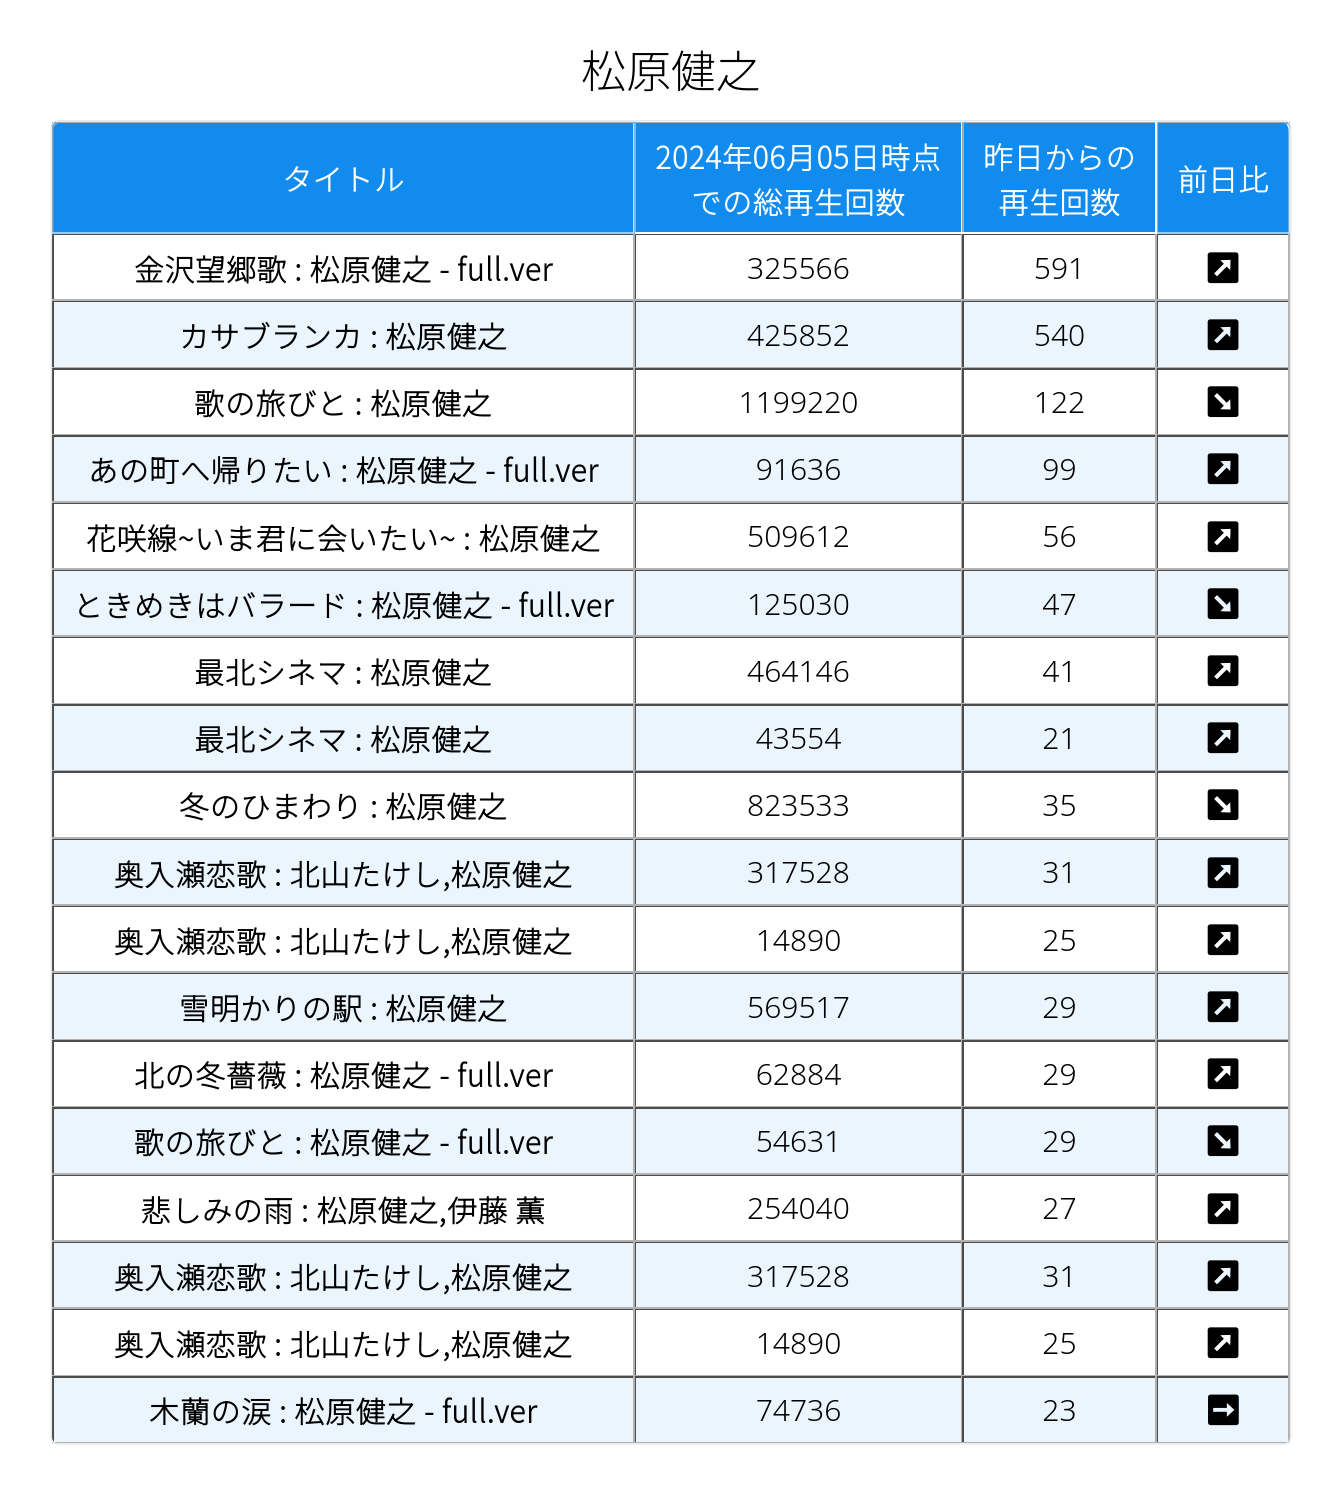 松原健之
タイトル 2024年06月05日時点での総再生回数 昨日からの再生回数 前日比
金沢望郷歌 : 松原健之 - full.ver 325566 591 ↗
カサブランカ : 松原健之 425852 540 ↗
歌の旅びと : 松原健之 1199220 122 ↘
あの町へ帰りたい : 松原健之 - full.ver 91636 99 ↗
花咲線~いま君に会いたい~ : 松原健之 509612 56 ↗
ときめきはバラード : 松原健之 - full.ver 125030 47 ↘
最北シネマ : 松原健之 464146 41 ↗
最北シネマ : 松原健之 43554 21 ↗
冬のひまわり : 松原健之 823533 35 ↘
奥入瀬恋歌 : 北山たけし,松原健之 317528 31 ↗
奥入瀬恋歌 : 北山たけし,松原健之 14890 25 ↗
雪明かりの駅 : 松原健之 569517 29 ↗
北の冬薔薇 : 松原健之 - full.ver 62884 29 ↗
歌の旅びと : 松原健之 - full.ver 54631 29 ↘
悲しみの雨 : 松原健之,伊藤 薫 254040 27 ↗
奥入瀬恋歌 : 北山たけし,松原健之 317528 31 ↗
奥入瀬恋歌 : 北山たけし,松原健之 14890 25 ↗
木蘭の涙 : 松原健之 - full.ver 74736 23 →